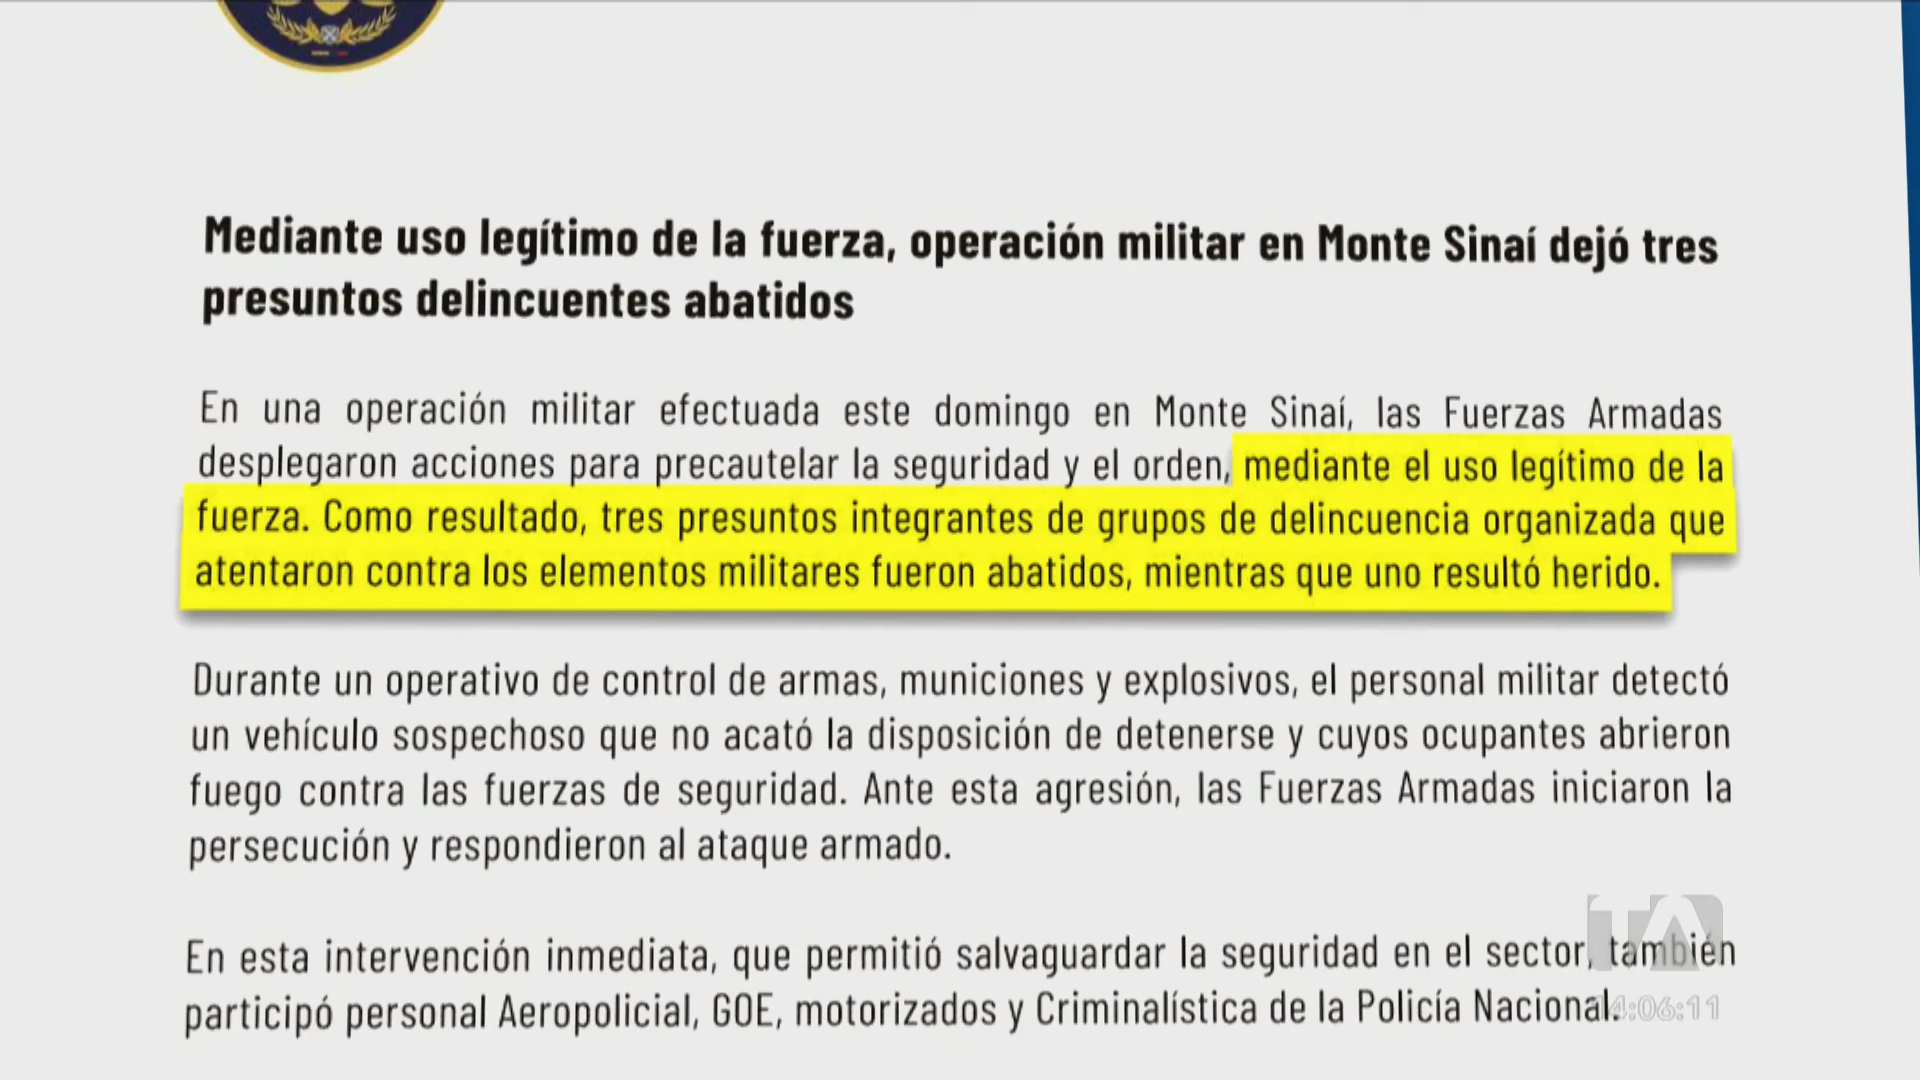 Mediante uso legítimo de la fuerza, operación militar en Monte Sinaí dejó tres
presuntos delincuentes abatidos
En una operación militar efectuada este domingo en Monte Sinaí, las Fuerzas Armadas
desplegaron acciones para precautelar la seguridad y el orden, mediante el uso legítimo de la
fuerza. Como resultado, tres presuntos integrantes de grupos de delincuencia organizada que
atentaron contra los elementos militares fueron abatidos, mientras que uno resultó herido.
Durante un operativo de control de armas, municiones y explosivos, el personal militar detectó
un vehículo sospechoso que no acató la disposición de detenerse y cuyos ocupantes abrieron
fuego contra las fuerzas de seguridad. Ante esta agresión, las Fuerzas Armadas iniciaron la
persecución y respondieron al ataque armado.
En esta intervención inmediata, que permitió salvaguardar la seguridad en el sector, también
participó personal Aeropolicial, GOE, motorizados y Criminalística de la Policía Nacional.
TA
14:06:11